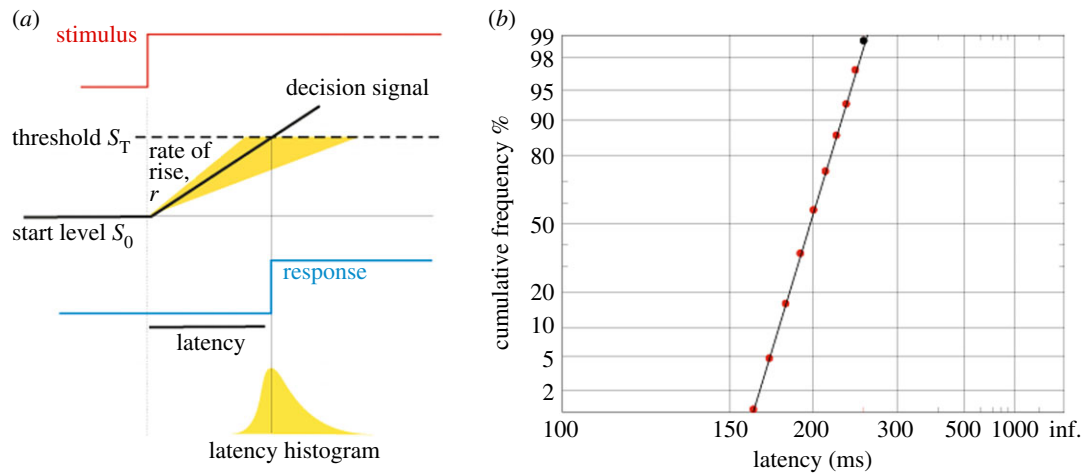 (a)
stimulus
decision signal
threshold S_T
rate of
rise,
r
start level S_0
response
latency
latency histogram
(b)
cumulative frequency %
99
98
95
90
80
50
20
10
5
2
100 150 200 300 500 1000 inf.
latency (ms)